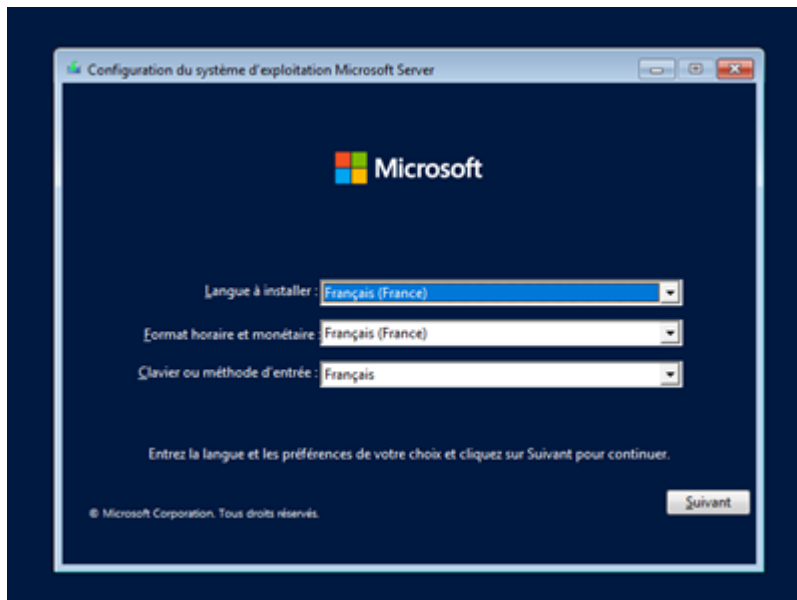 Configuration du système d'exploitation Microsoft Server
Microsoft
Langue à installer : Français (France)
Format horaire et monétaire : Français (France)
Clavier ou méthode d'entrée : Français
Entrez la langue et les préférences de votre choix et cliquez sur Suivant pour continuer.
Suivant
© Microsoft Corporation. Tous droits réservés.